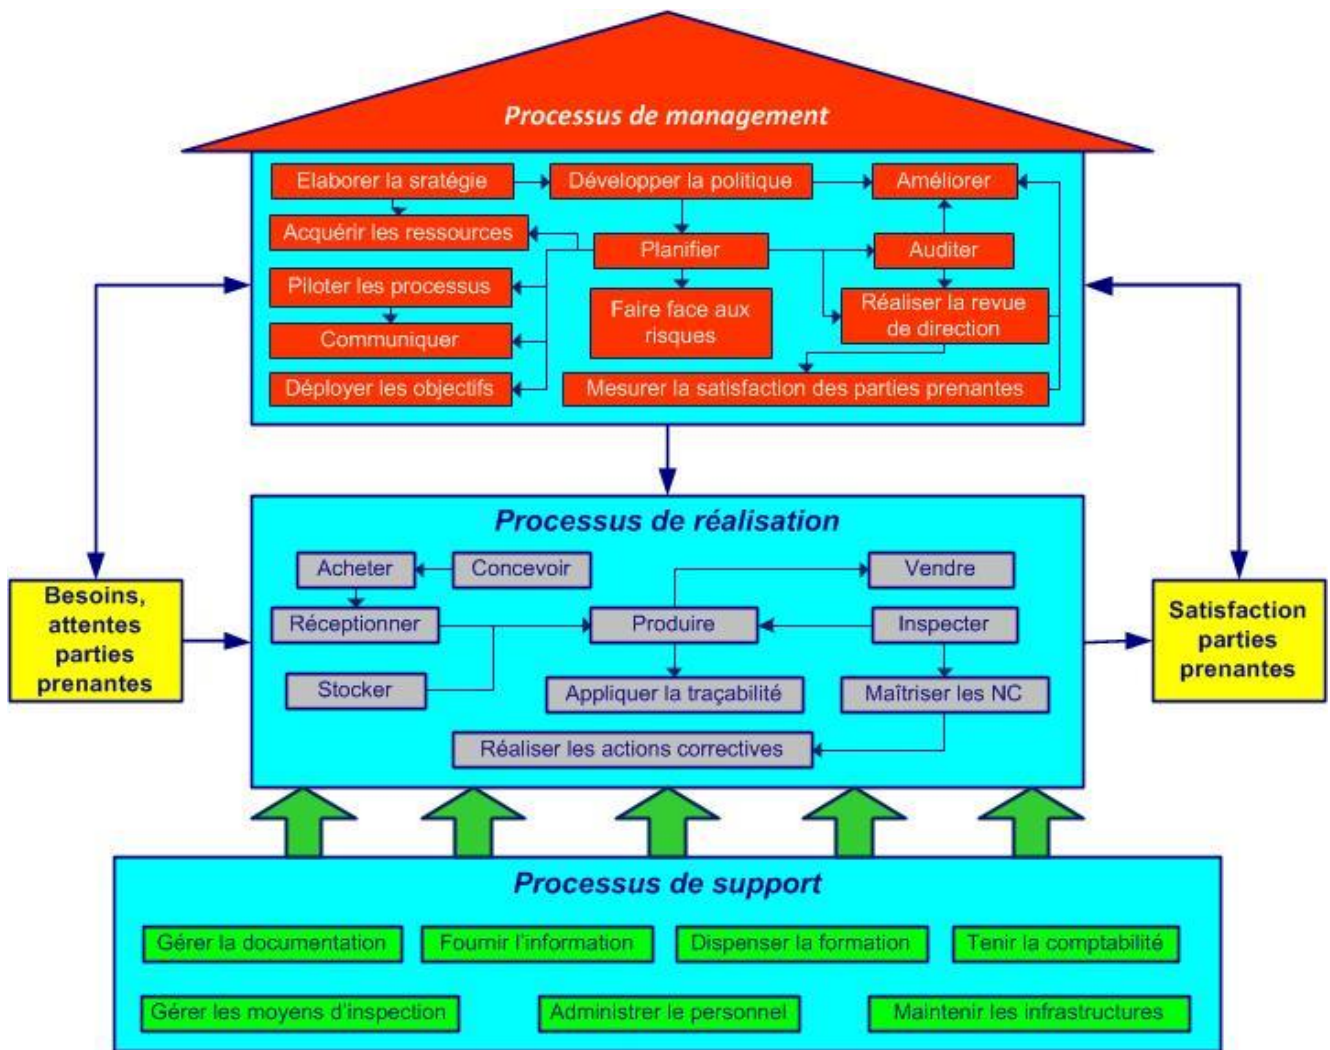 Processus de management
Elaborer la sratégie
Développer la politique
Améliorer
Acquérir les ressources
Planifier
Auditer
Piloter les processus
Faire face aux
risques
Réaliser la revue
de direction
Communiquer
Déployer les objectifs
Mesurer la satisfaction des parties prenantes
Processus de réalisation
Acheter
Concevoir
Vendre
Besoins,
attentes
parties
prenantes
Réceptionner
Produire
Inspecter
Satisfaction
parties
prenantes
Stocker
Appliquer la traçabilité
Maîtriser les NC
Réaliser les actions correctives
Processus de support
Gérer la documentation
Fournir l'information
Dispenser la formation
Tenir la comptabilité
Gérer les moyens d'inspection
Administrer le personnel
Maintenir les infrastructures